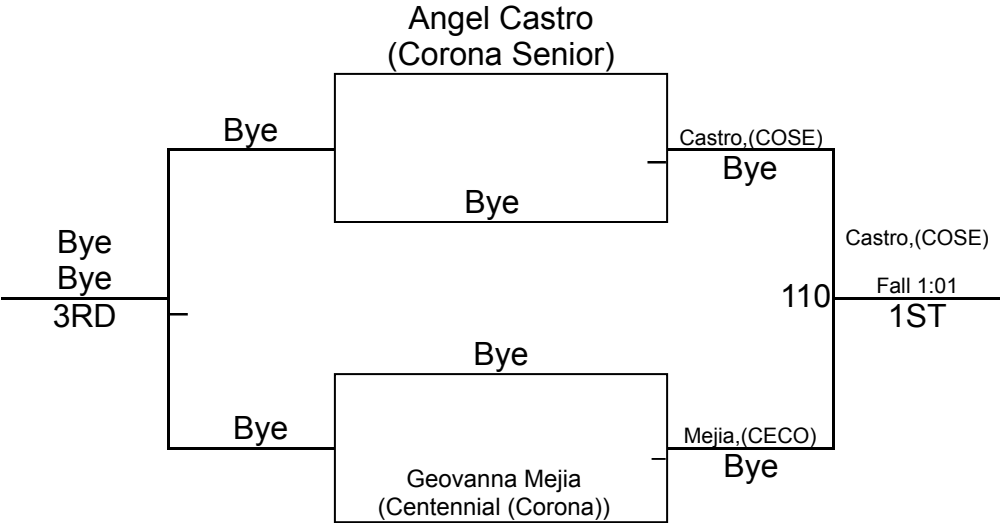 Angel Castro
(Corona Senior)
Bye
Castro,(COSE)
Bye
Bye
Bye
Castro,(COSE)
Bye
110
Fall 1:01
3RD
1ST
Bye
Bye
Mejia,(CECO)
Bye
Geovanna Mejia
(Centennial (Corona))